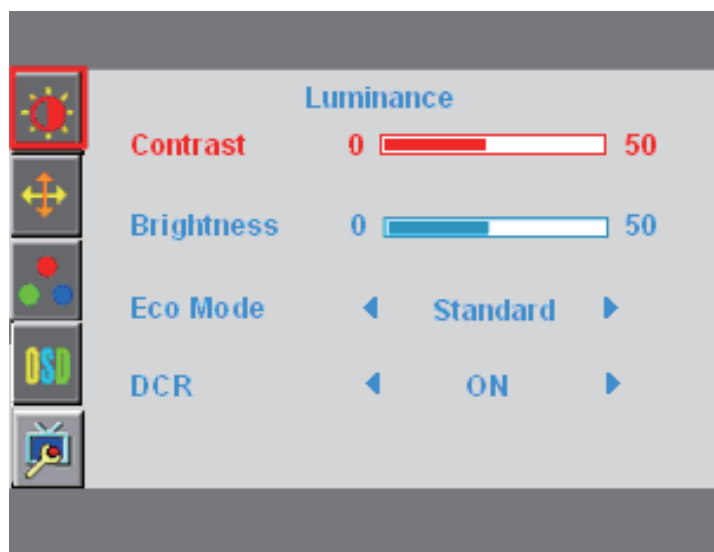 Luminance
Contrast 0 50
Brightness 0 50
Eco Mode Standard
OSD
DCR ON